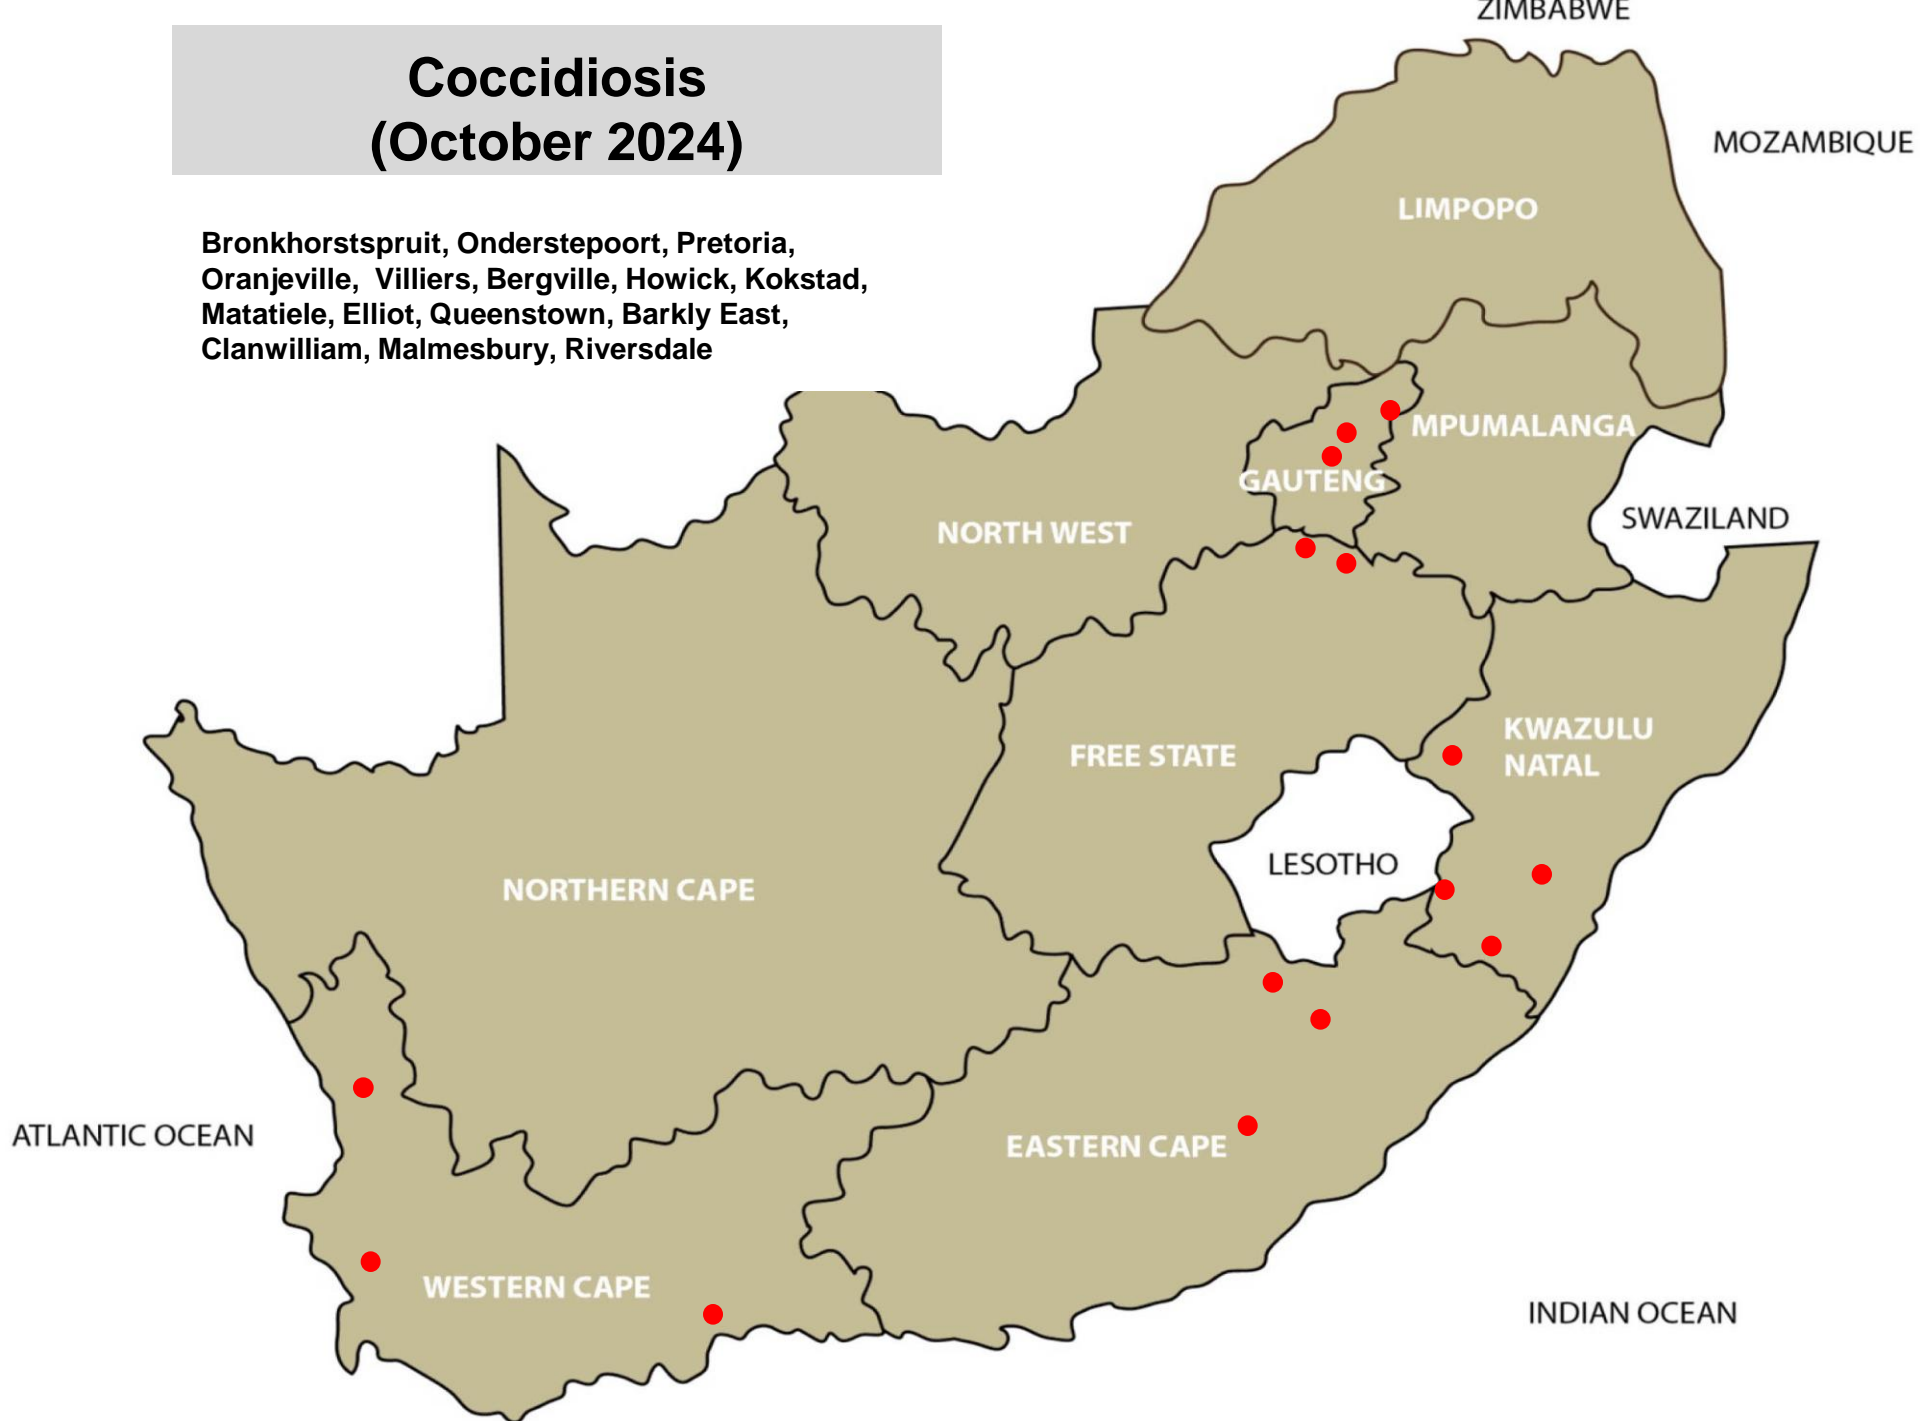 ZIMBABWE
Coccidiosis
(October 2024)
MOZAMBIQUE
LIMPOPO
Bronkhorstspruit, Onderstepoort, Pretoria,
Oranjeville, Villiers, Bergville, Howick, Kokstad,
Matatiele, Elliot, Queenstown, Barkly East,
Clanwilliam, Malmesbury, Riversdale
MPUMALANGA
GAUTENG
SWAZILAND
NORTH WEST
KWAZULU
NATAL
FREE STATE
LESOTHO
NORTHERN CAPE
ATLANTIC OCEAN
EASTERN CAPE
WESTERN CAPE
INDIAN OCEAN